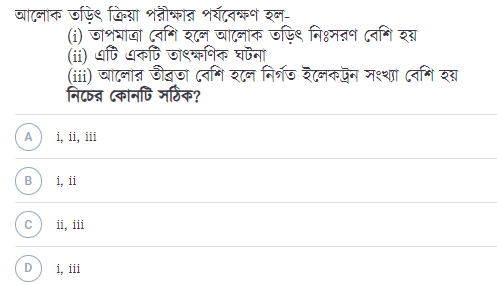 আলোক তড়িৎ ক্রিয়া পরীক্ষার পর্যবেক্ষণ হল-
(i) তাপমাত্রা বেশি হলে আলোক তড়িৎ নিঃসরণ বেশি হয়
(ii) এটি একটি তাৎক্ষণিক ঘটনা
(iii) আলোর তীব্রতা বেশি হলে নির্গত ইলেকট্রন সংখ্যা বেশি হয়
নিচের কোনটি সঠিক?
A i, ii, iii
B i, ii
C ii, iii
D i, iii